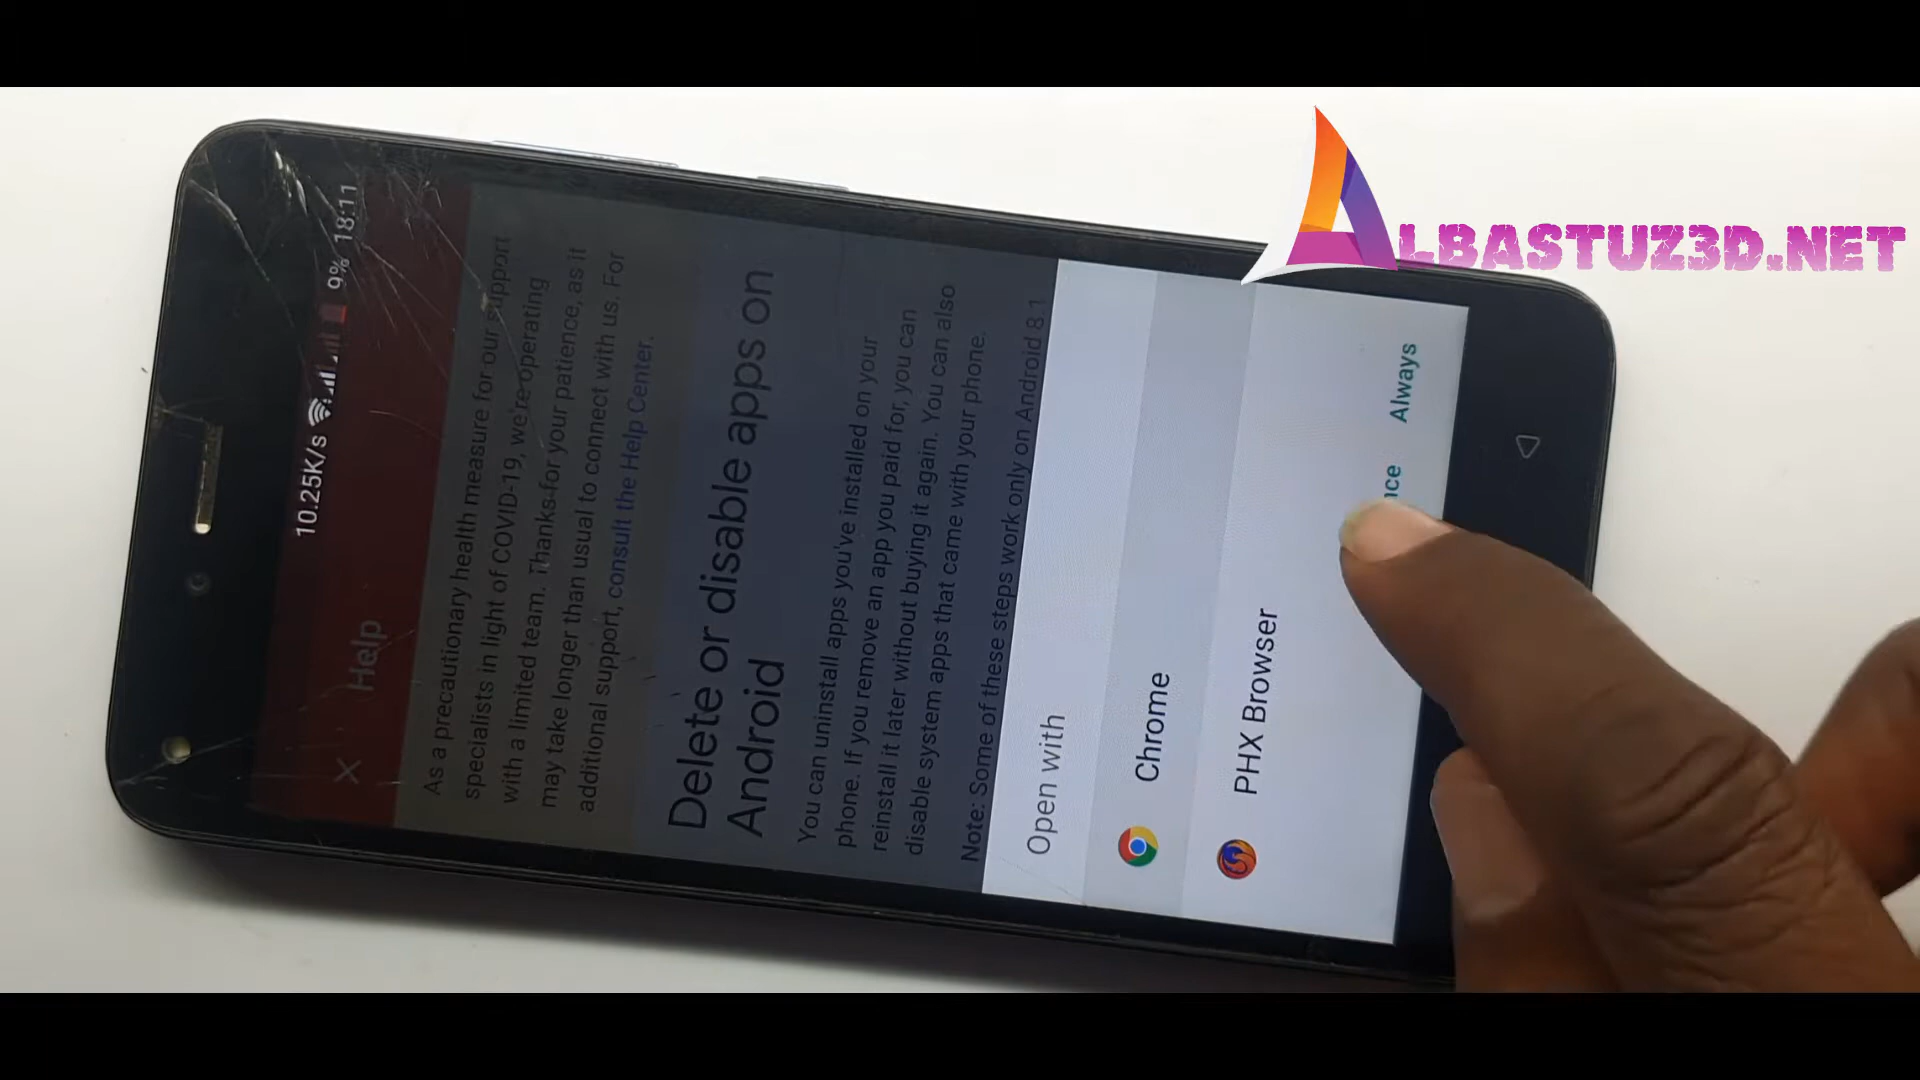 ALBASTUZ3D.NET
10.25K/s 9% 18:11
× Help
As a precautionary health measure for our support
specialists in light of COVID-19, we're operating
with a limited team. Thanks for your patience, as it
may take longer than usual to connect with us. For
additional support, consult the Help Center.
Delete or disable apps on
Android
You can uninstall apps you've installed on your
phone. If you remove an app you paid for, you can
reinstall it later without buying it again. You can also
disable system apps that came with your phone.
Note: Some of these steps work only on Android 8.1
Open with
Chrome
PHX Browser
Always